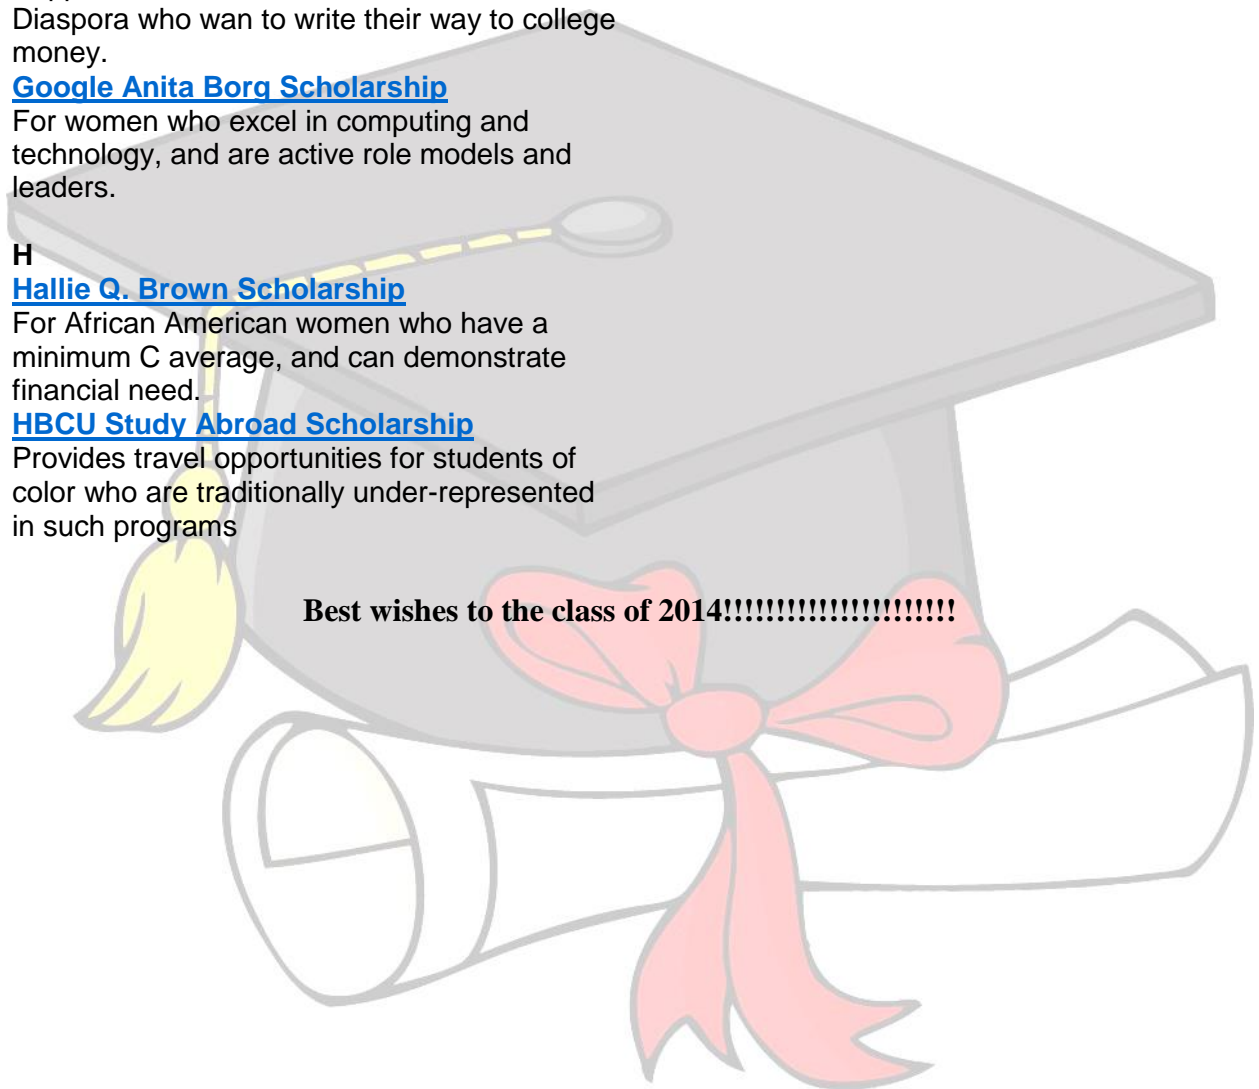 Diaspora who wan to write their way to college
money.
Google Anita Borg Scholarship
For women who excel in computing and
technology, and are active role models and
leaders.
H
Hallie Q. Brown Scholarship
For African American women who have a
minimum C average, and can demonstrate
financial need.
HBCU Study Abroad Scholarship
Provides travel opportunities for students of
color who are traditionally under-represented
in such programs
Best wishes to the class of 2014!!!!!!!!!!!!!!!!!!!!!!